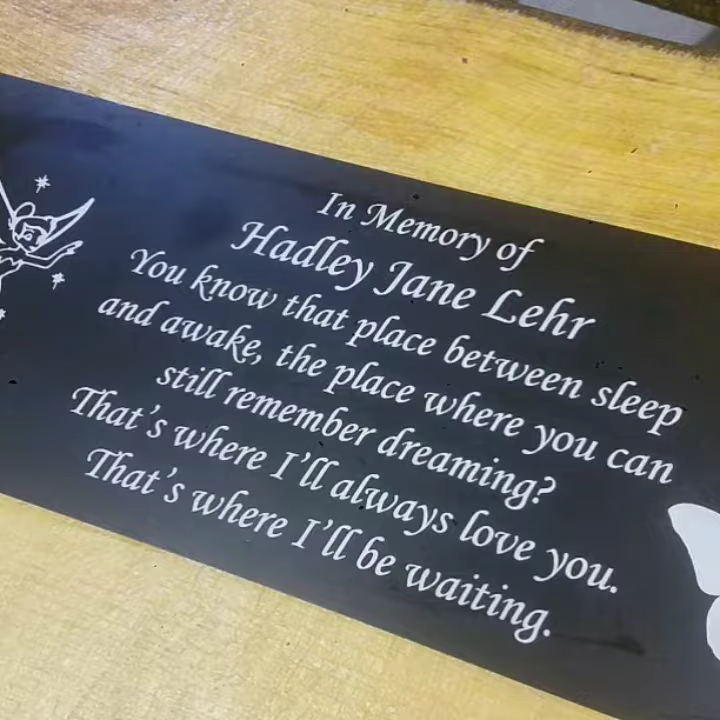 In Memory of
Hadley Jane Lehr
You know that place between sleep
and awake, the place where you can
still remember dreaming?
That's where I'll always love you.
That's where I'll be waiting.